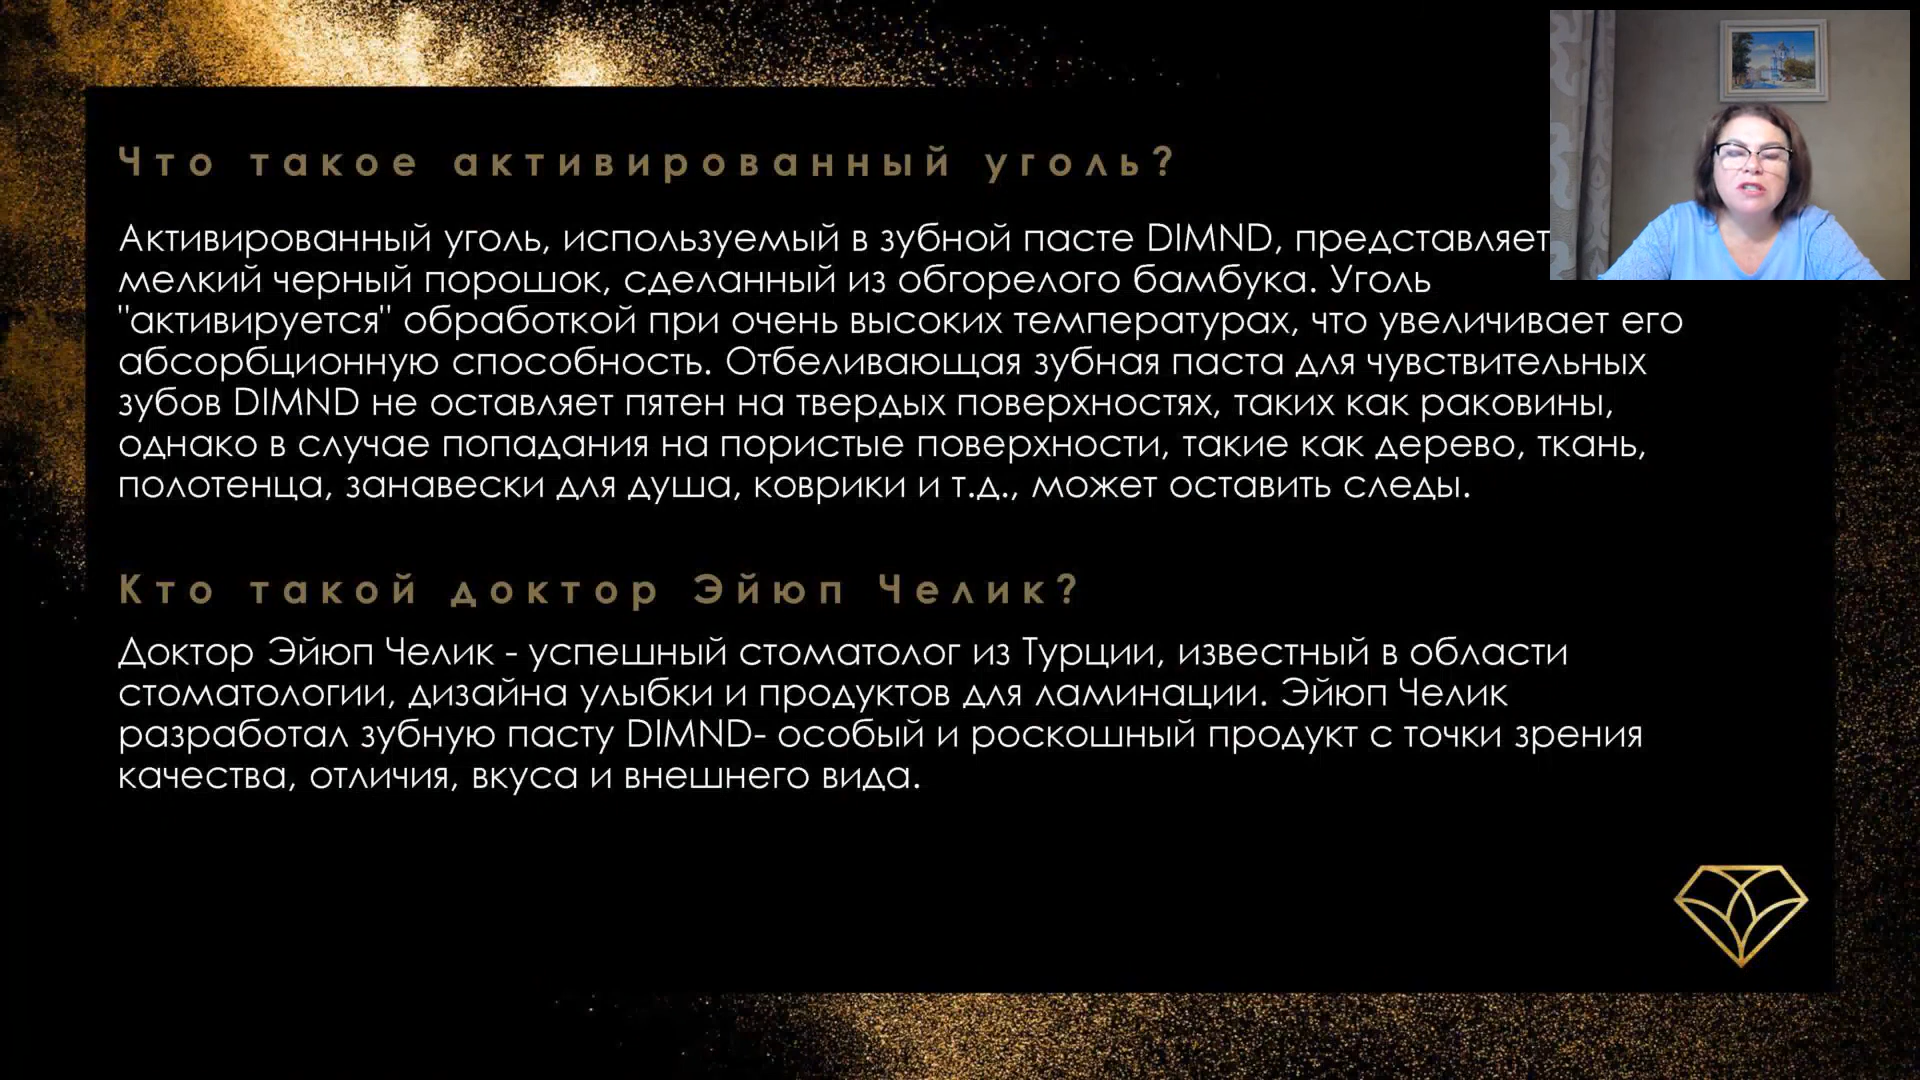 Что такое активированный уголь?
Активированный уголь, используемый в зубной пасте DIMND, представляет
мелкий черный порошок, сделанный из обгорелого бамбука. Уголь
"активируется" обработкой при очень высоких температурах, что увеличивает его
абсорбционную способность. Отбеливающая зубная паста для чувствительных
зубов DIMND не оставляет пятен на твердых поверхностях, таких как раковины,
однако в случае попадания на пористые поверхности, такие как дерево, ткань,
полотенца, занавески для душа, коврики и т.д., может оставить следы.
Кто такой доктор Эйюп Челик?
Доктор Эйюп Челик - успешный стоматолог из Турции, известный в области
стоматологии, дизайна улыбки и продуктов для ламинации. Эйюп Челик
разработал зубную пасту DIMND- особый и роскошный продукт с точки зрения
качества, отличия, вкуса и внешнего вида.